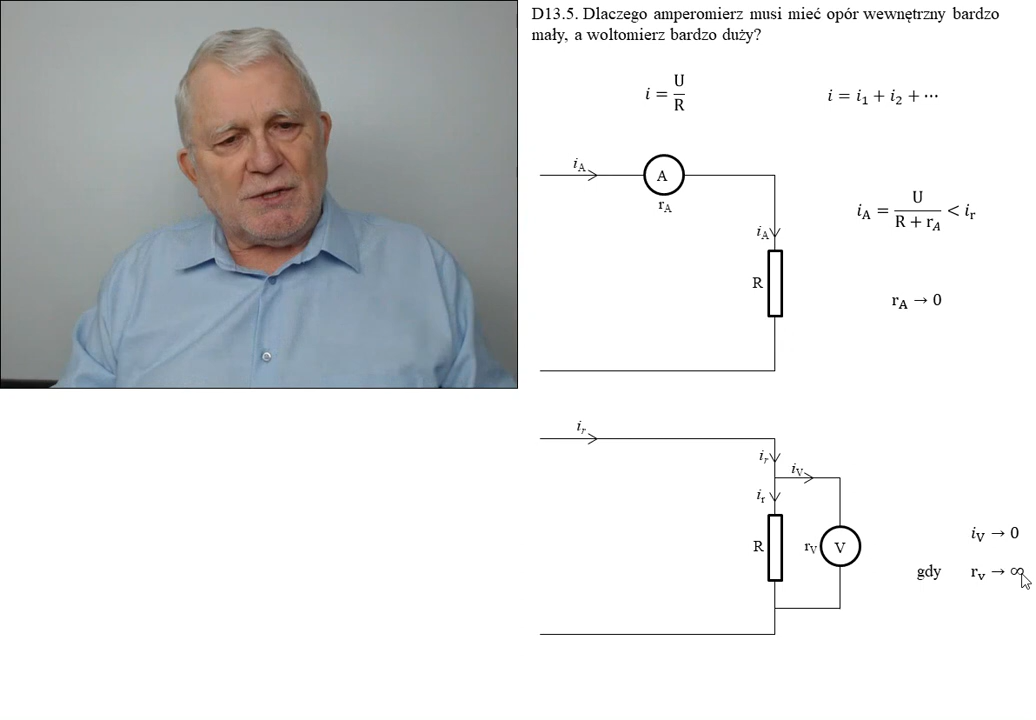 D13.5. Dlaczego amperomierz musi mieć opór wewnętrzny bardzo
mały, a woltomierz bardzo duży?
i = U/R
i = i₁ + i₂ + ⋯
i_A
A
r_A
i_A
R
i_A = U/(R + r_A) < i_r
r_A → 0
i_r
i_r
i_V
i_r
R
r_V
V
i_V → 0
gdy r_v → ∞